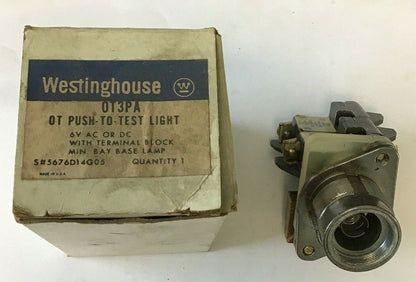 Westinghouse W
OT3PA
OT PUSH-TO-TEST LIGHT
6V AC OR DC
WITH TERMINAL BLOCK
MIN. BAY BASE LAMP
S#5676D14G05 QUANTITY 1
MADE IN U.S.A.